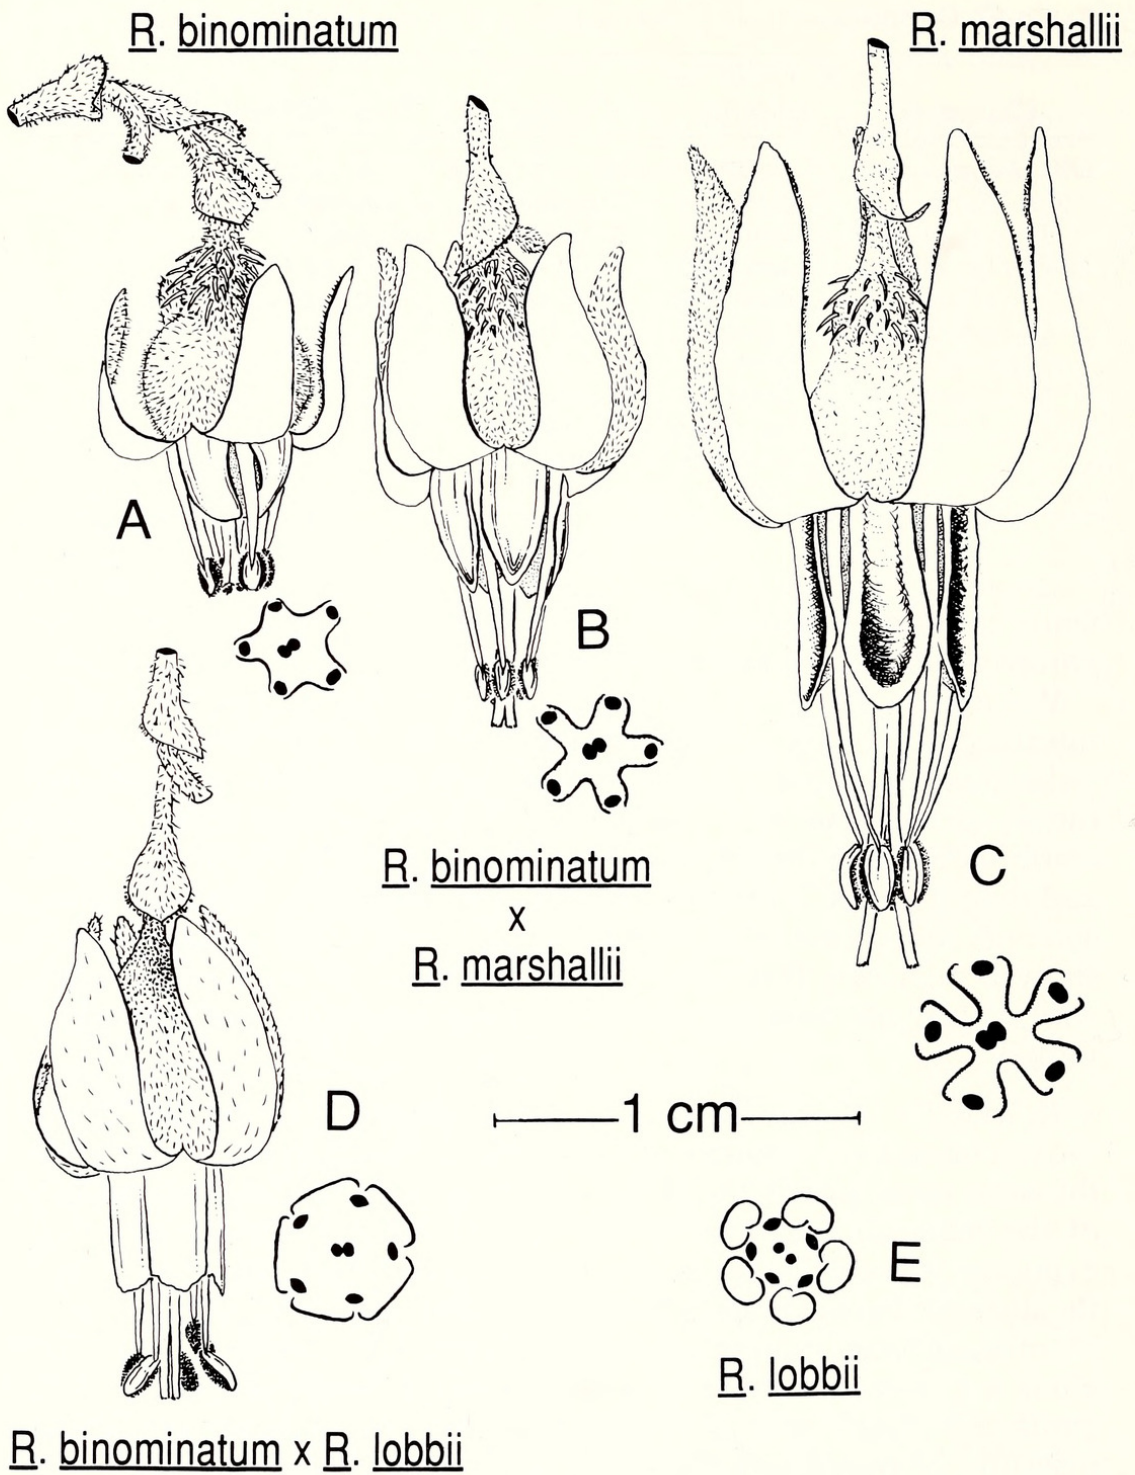 R. binominatum
R. marshallii
A
B
C
R. binominatum
x
R. marshallii
D
1 cm
E
R. lobbii
R. binominatum x R. lobbii